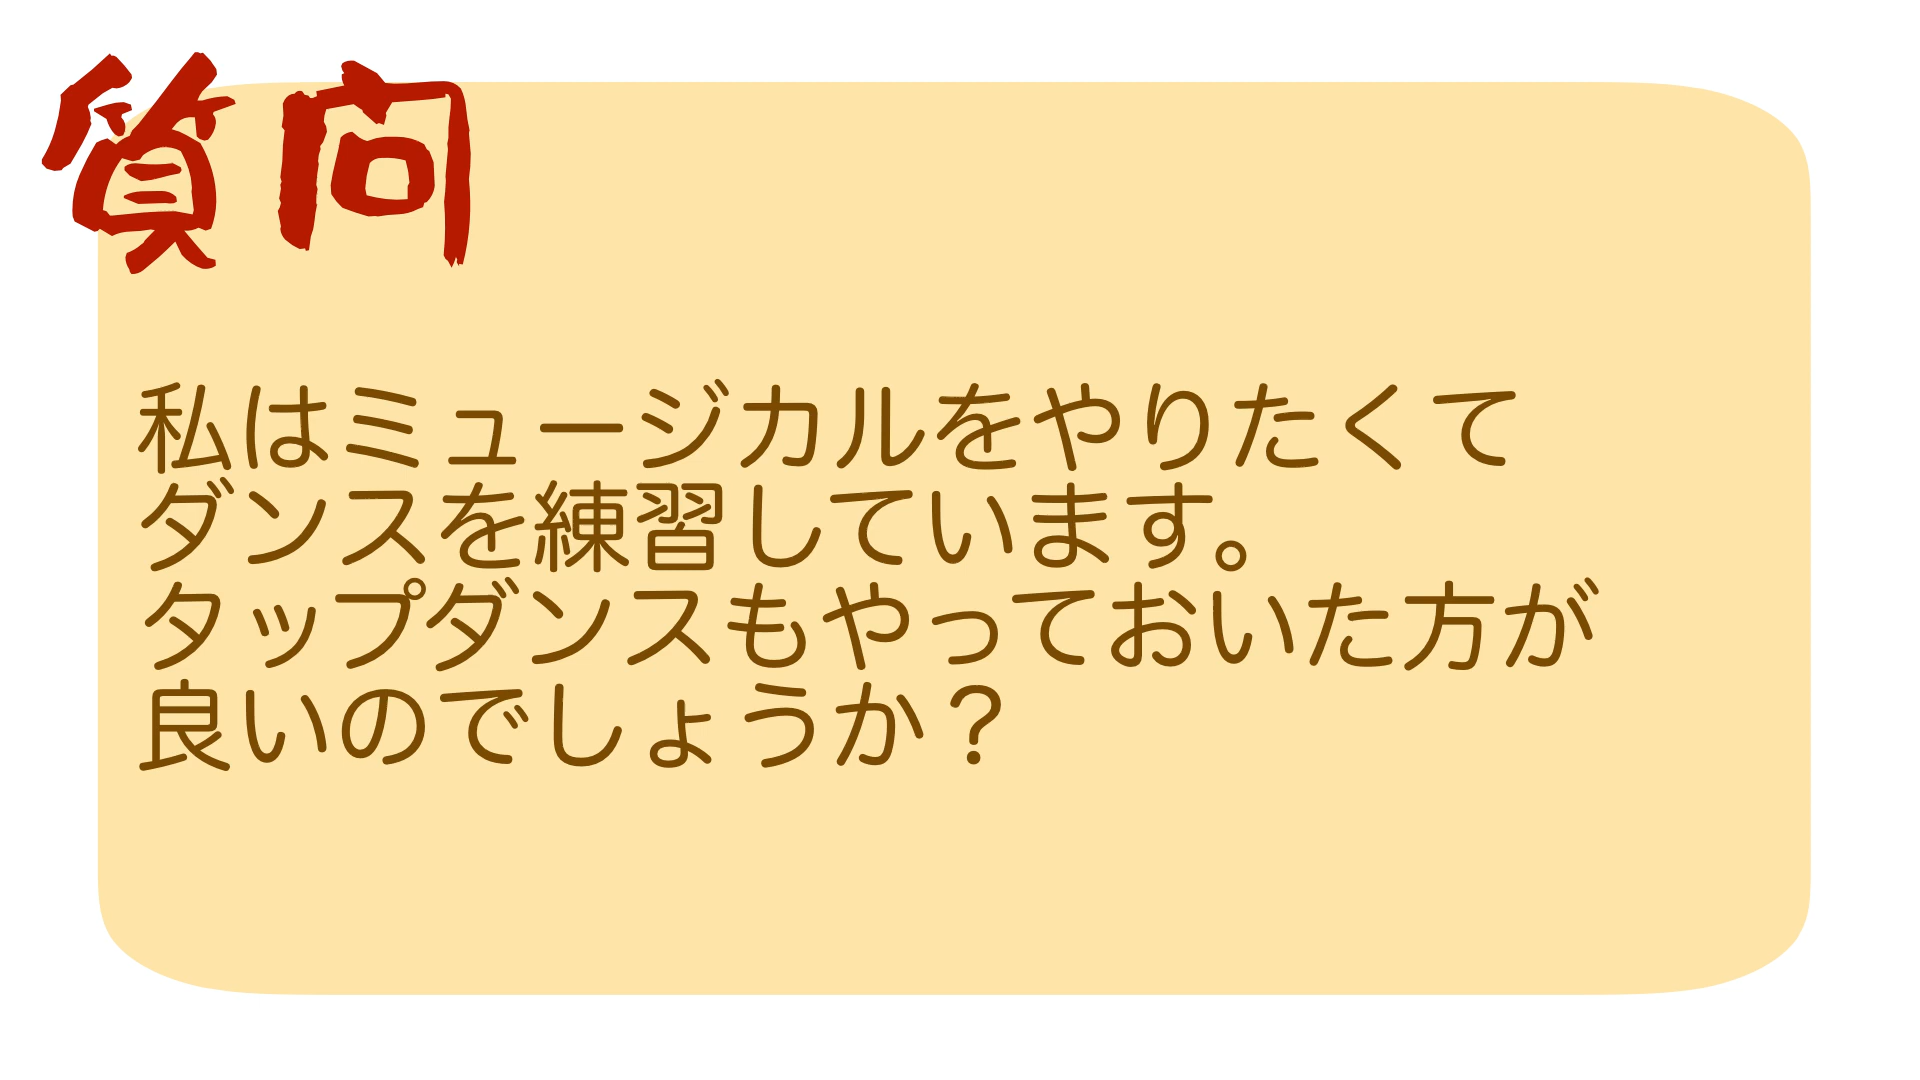 質問
私はミュージカルをやりたくて
ダンスを練習しています。
タップダンスもやっておいた方が
良いのでしょうか？